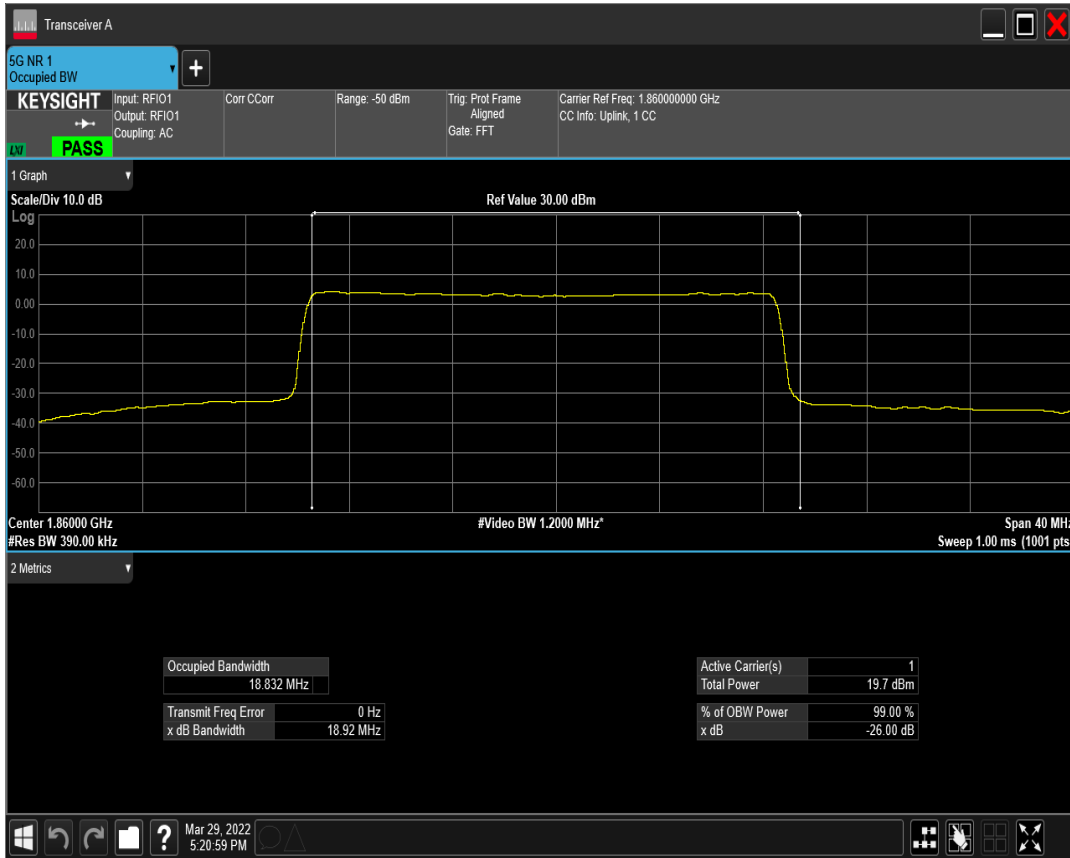 Transceiver A
5G NR 1
Occupied BW
KEYSIGHT
LXI
PASS
Input: RFIO1
Output: RFIO1
Coupling: AC
Corr CCorr
Range: -50 dBm
Trig: Prot Frame
Aligned
Gate: FFT
Carrier Ref Freq: 1.860000000 GHz
CC Info: Uplink, 1 CC
1 Graph
Scale/Div 10.0 dB
Ref Value 30.00 dBm
Log
20.0
10.0
0.00
-10.0
-20.0
-30.0
-40.0
-50.0
-60.0
Center 1.86000 GHz
#Video BW 1.2000 MHz*
Span 40 MHz
#Res BW 390.00 kHz
Sweep 1.00 ms (1001 pts
2 Metrics
Occupied Bandwidth
18.832 MHz
Transmit Freq Error 0 Hz
x dB Bandwidth 18.92 MHz
Active Carrier(s) 1
Total Power 19.7 dBm
% of OBW Power 99.00 %
x dB -26.00 dB
?
Mar 29, 2022
5:20:59 PM